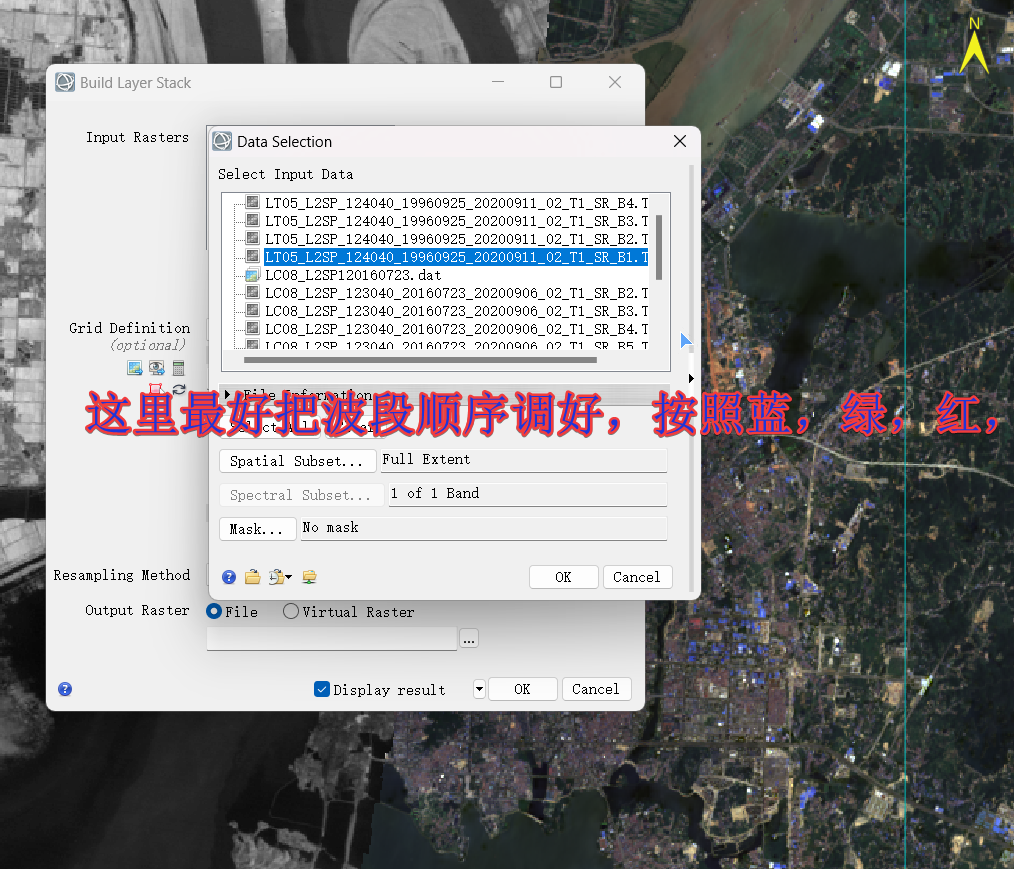 N
Build Layer Stack
Input Rasters
Data Selection
Select Input Data
LT05_L2SP_124040_19960925_20200911_02_T1_SR_B4.T
LT05_L2SP_124040_19960925_20200911_02_T1_SR_B3.T
LT05_L2SP_124040_19960925_20200911_02_T1_SR_B2.T
LT05_L2SP_124040_19960925_20200911_02_T1_SR_B1.T
LC08_L2SP120160723.dat
LC08_L2SP_123040_20160723_20200906_02_T1_SR_B2.T
LC08_L2SP_123040_20160723_20200906_02_T1_SR_B3.T
LC08_L2SP_123040_20160723_20200906_02_T1_SR_B4.T
LC08_L2SP_123040_20160723_20200906_02_T1_SR_B5.T
Grid Definition
(optional)
File Information
这里最好把波段顺序调好，按照蓝，绿，红，
Select All
Spatial Subset... Full Extent
Spectral Subset... 1 of 1 Band
Mask... No mask
OK Cancel
Resampling Method
Output Raster File Virtual Raster
...
Display result OK Cancel